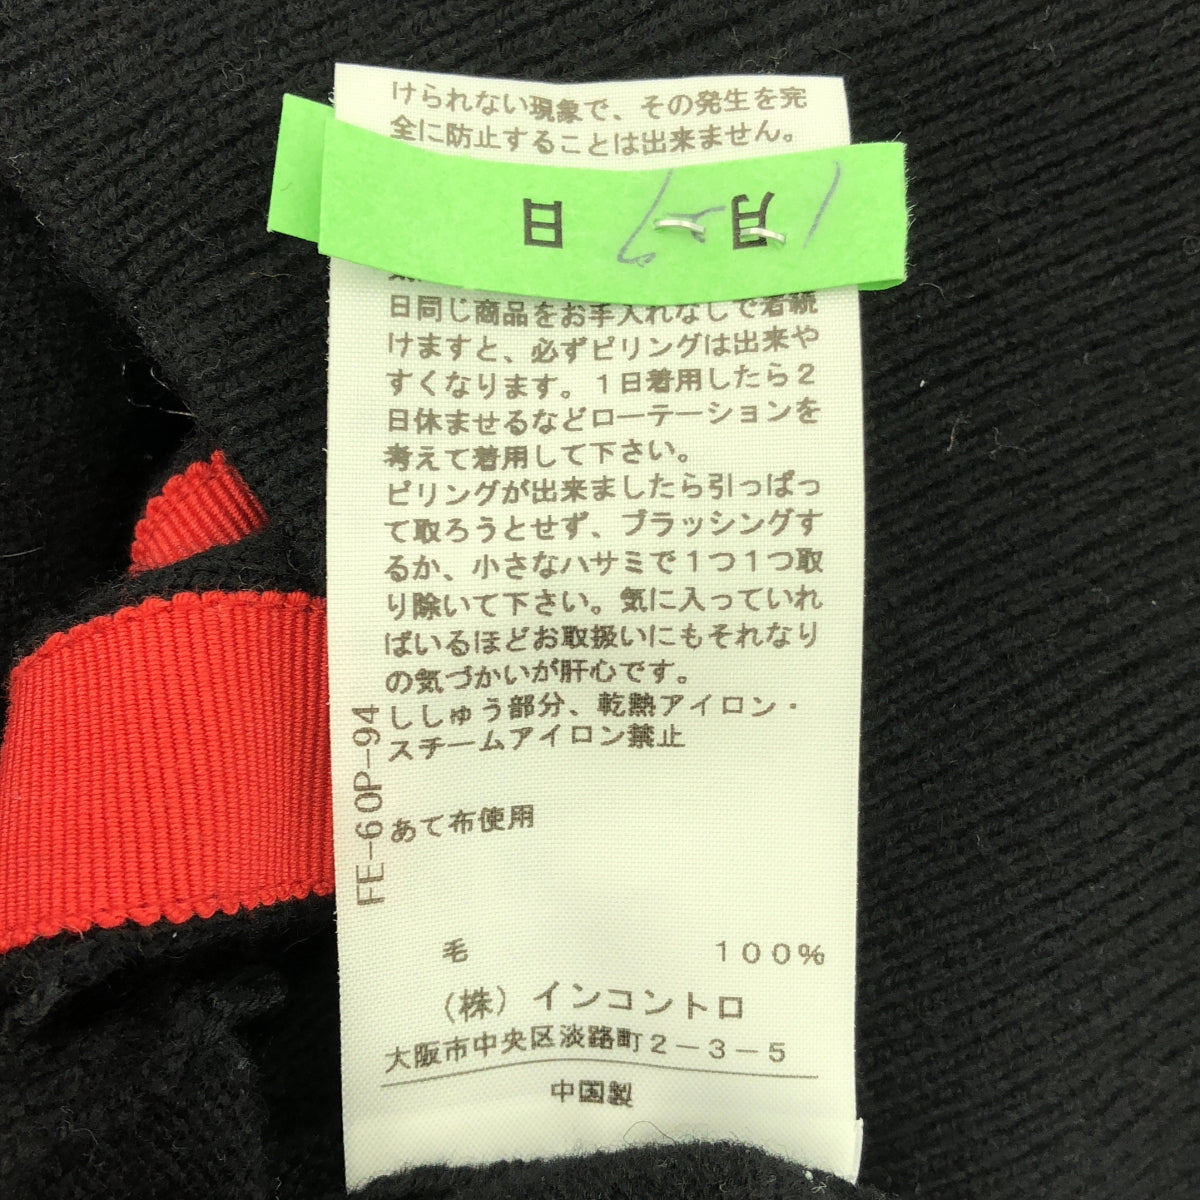 けられない現象で、その発生を完
全に防止することは出来ません。
月 日
日同じ商品をお手入れなしで着続
けますと、必ずピリングは出来や
すくなります。1日着用したら2
日休ませるなどローテーションを
考えて着用して下さい。
ピリングが出来ましたら引っぱっ
て取ろうとせず、ブラッシングす
るか、小さなハサミで1つ1つ取
り除いて下さい。気に入っていれ
ばいるほどお取扱いにもそれなり
の気づかいが肝心です。
ししゅう部分、乾熱アイロン・
スチームアイロン禁止
あて布使用
FE-60P-94
毛 100%
(株)インコントロ
大阪市中央区淡路町2-3-5
中国製